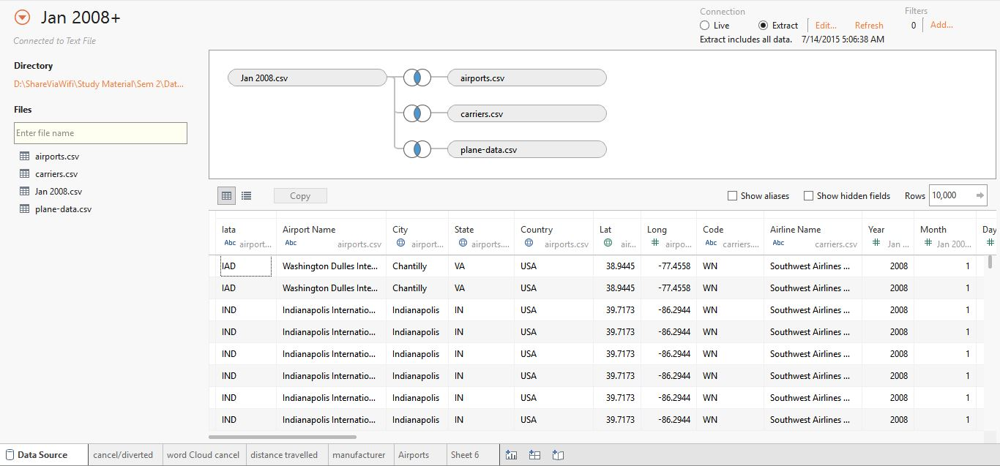 Jan 2008+
Connected to Text File
Connection
Live Extract Edit... Refresh
Extract includes all data. 7/14/2015 5:06:38 AM
Filters
0 Add...
Directory
D:\ShareViaWifi\Study Material\Sem 2\Dat...
Files
Enter file name
airports.csv
carriers.csv
Jan 2008.csv
plane-data.csv
Jan 2008.csv airports.csv
carriers.csv
plane-data.csv
Copy Show aliases Show hidden fields Rows 10,000
Iata Airport Name City State Country Lat Long Code Airline Name Year Month Day
Abc airport... Abc airports.csv airport... airports.... airports.csv air... # airpo... Abc carriers.... Abc carriers.csv # Jan ... # Jan 200... #
IAD Washington Dulles Inte... Chantilly VA USA 38.9445 -77.4558 WN Southwest Airlines ... 2008 1
IAD Washington Dulles Inte... Chantilly VA USA 38.9445 -77.4558 WN Southwest Airlines ... 2008 1
IND Indianapolis Internatio... Indianapolis IN USA 39.7173 -86.2944 WN Southwest Airlines ... 2008 1
IND Indianapolis Internatio... Indianapolis IN USA 39.7173 -86.2944 WN Southwest Airlines ... 2008 1
IND Indianapolis Internatio... Indianapolis IN USA 39.7173 -86.2944 WN Southwest Airlines ... 2008 1
IND Indianapolis Internatio... Indianapolis IN USA 39.7173 -86.2944 WN Southwest Airlines ... 2008 1
IND Indianapolis Internatio... Indianapolis IN USA 39.7173 -86.2944 WN Southwest Airlines ... 2008 1
IND Indianapolis Internatio... Indianapolis IN USA 39.7173 -86.2944 WN Southwest Airlines ... 2008 1
Data Source cancel/diverted word Cloud cancel distance travelled manufacturer Airports Sheet 6